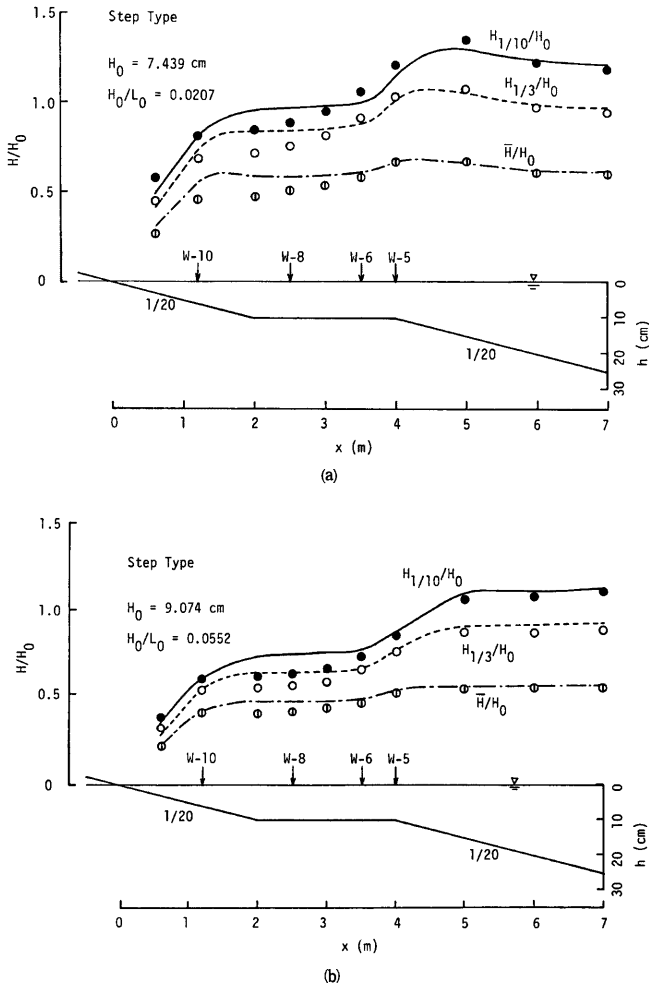 1.5
1.0
0.5
0
H/H0
Step Type
H0 = 7.439 cm
H0/L0 = 0.0207
H1/10/H0
H1/3/H0
H̅/H0
W-10
W-8
W-6
W-5
1/20
1/20
0
10
20
30
h (cm)
0
1
2
3
4
5
6
7
x (m)
(a)
1.5
1.0
0.5
0
H/H0
Step Type
H0 = 9.074 cm
H0/L0 = 0.0552
H1/10/H0
H1/3/H0
H̅/H0
W-10
W-8
W-6
W-5
1/20
1/20
0
10
20
30
h (cm)
0
1
2
3
4
5
6
7
x (m)
(b)